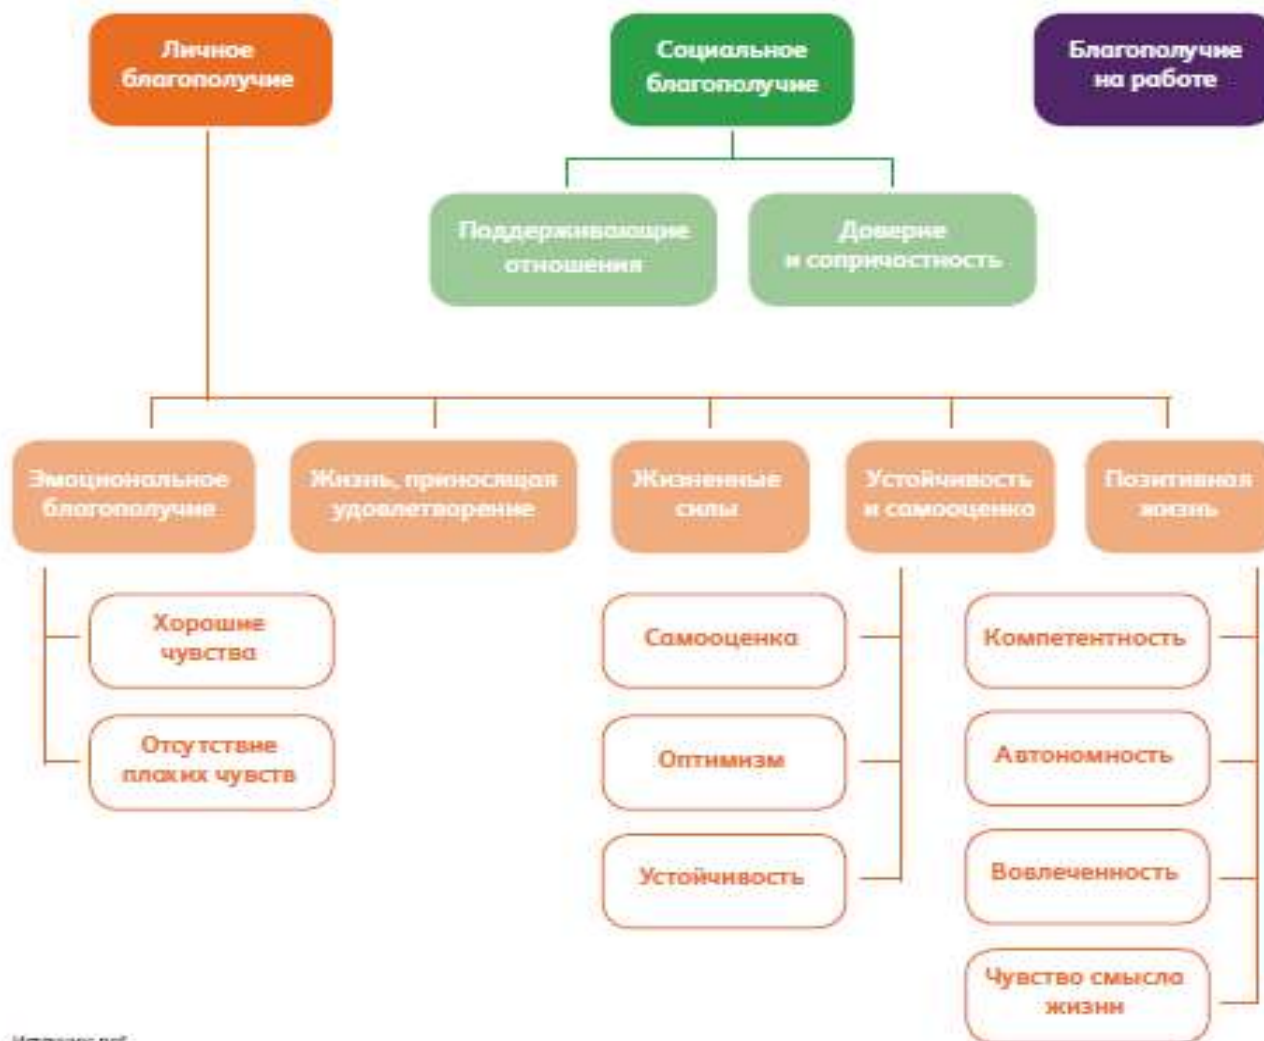 Личное
благополучие
Социальное
благополучие
Благополучие
на работе
Поддерживающие
отношения
Доверие
и сопричастность
Эмоциональное
благополучие
Жизнь, приносящая
удовлетворение
Жизненные
силы
Устойчивость
и самооценка
Позитивная
жизнь
Хорошие
чувства
Отсутствие
плохих чувств
Самооценка
Оптимизм
Устойчивость
Компетентность
Автономность
Вовлеченность
Чувство смысла
жизни